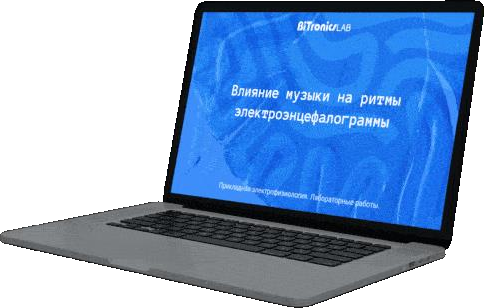 BiTronicsLAB
Влияние музыки на ритмы
электроэнцефалограммы
Прикладная электрофизиология. Лабораторные работы.